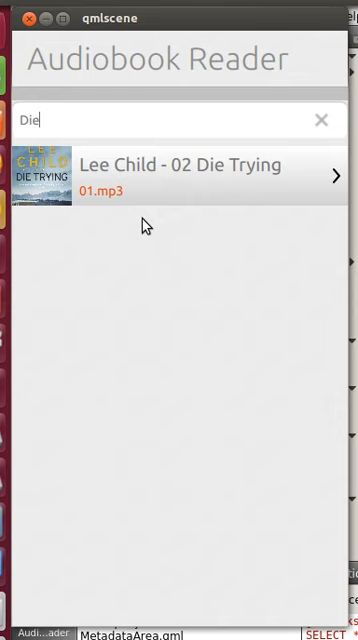 qmlscene
Audiobook Reader
Die
LEE
CHILD
DIE TRYING
Lee Child - 02 Die Trying
01.mp3
Audi...ader
MetadataArea.qml
SELECT *